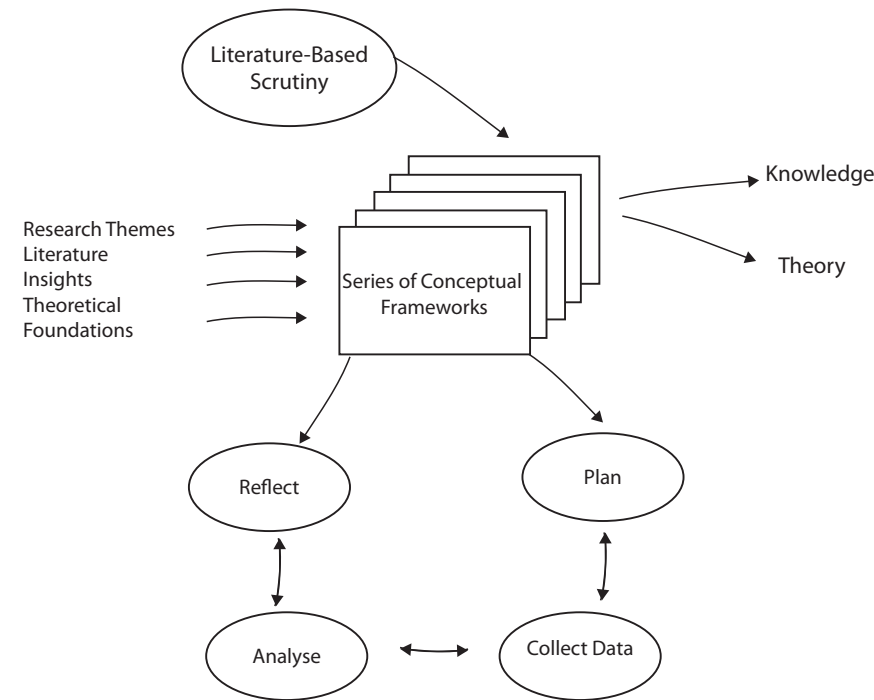 Literature-Based
Scrutiny
Knowledge
Research Themes
Literature
Insights
Theoretical
Foundations
Series of Conceptual
Frameworks
Theory
Reflect
Plan
Analyse
Collect Data